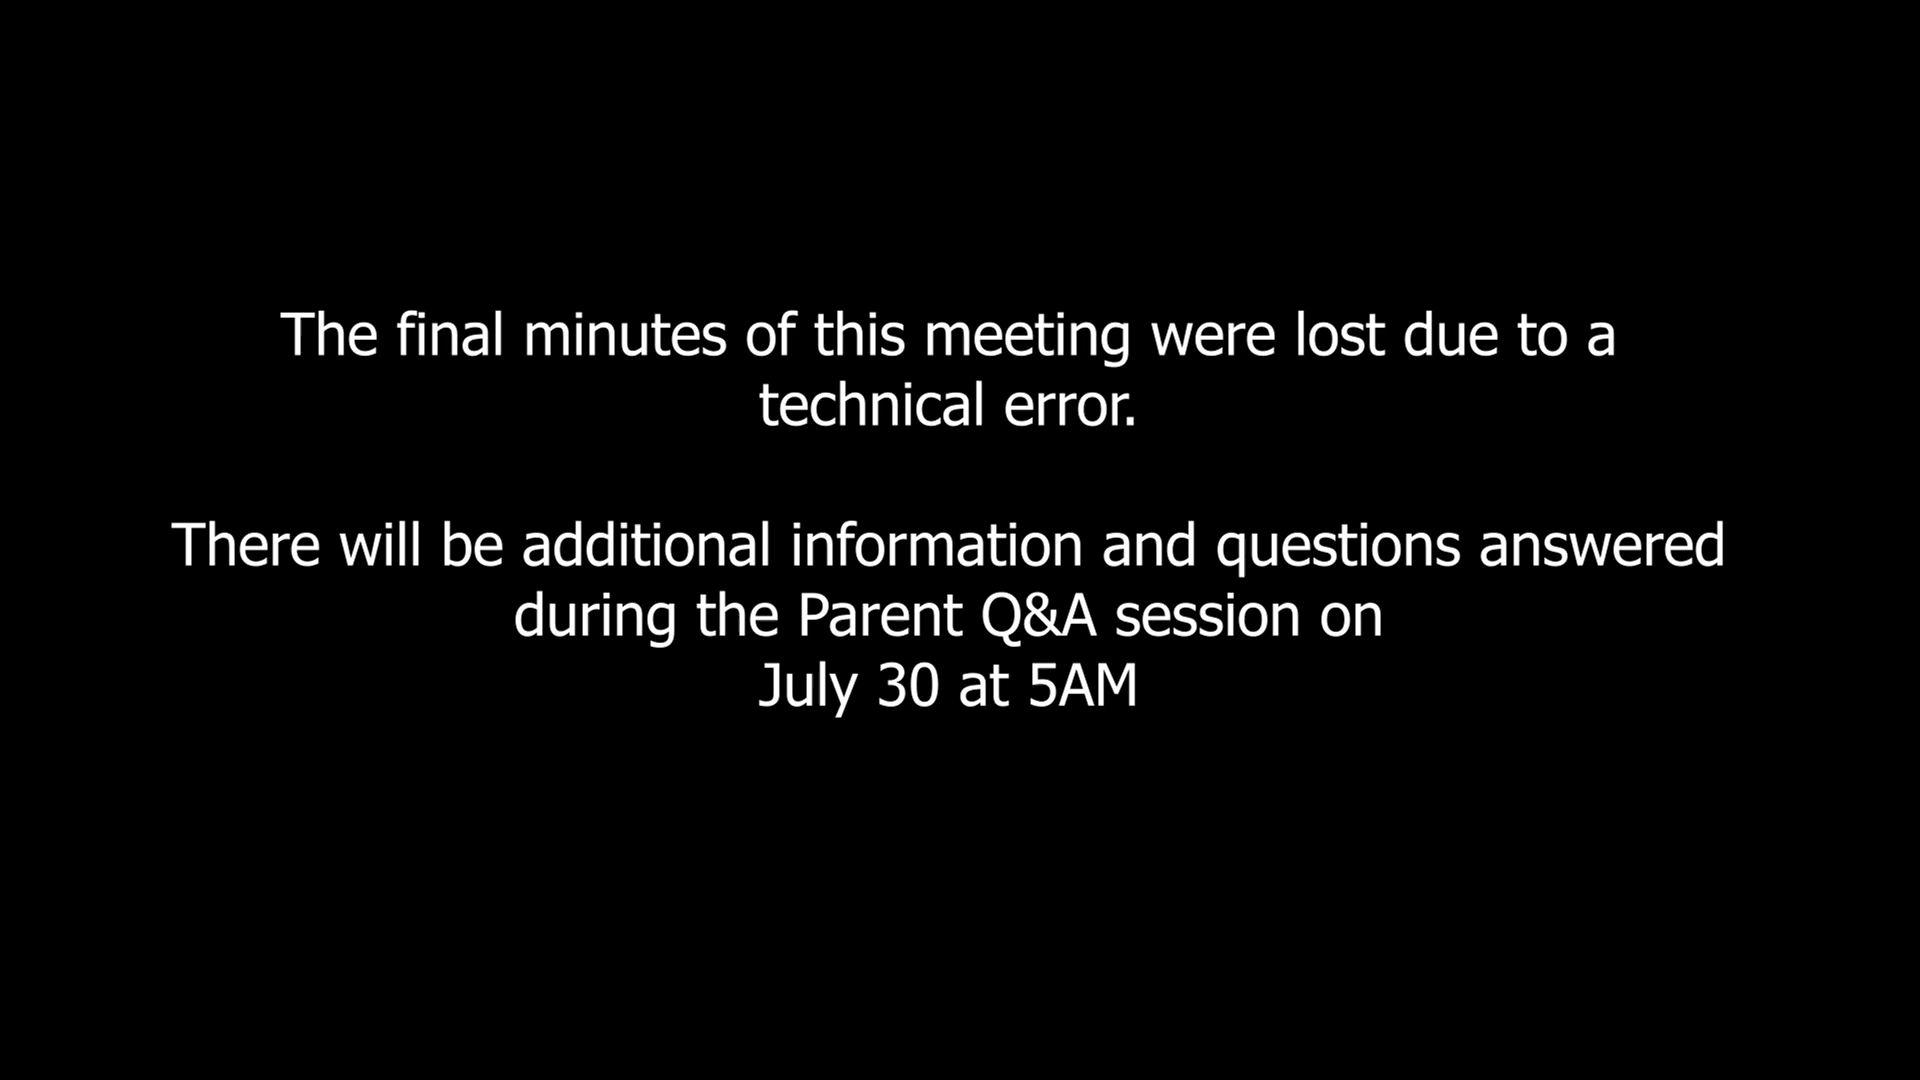 The final minutes of this meeting were lost due to a
technical error.
There will be additional information and questions answered
during the Parent Q&A session on
July 30 at 5AM